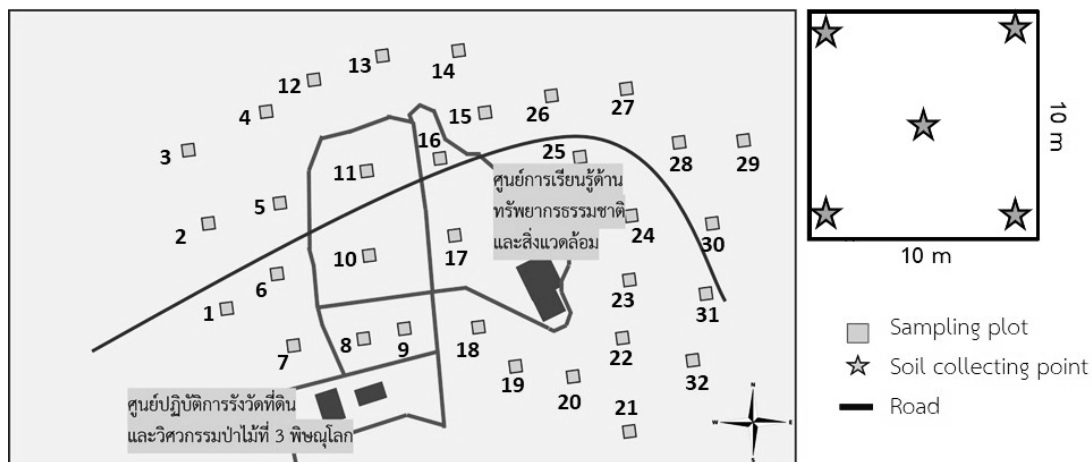 13
14
12
4
15
26
27
3
16
25
28
29
11
ศูนย์การเรียนรู้ด้าน
ทรัพยากรธรรมชาติ
และสิ่งแวดล้อม
5
2
24
30
10
17
6
23
1
31
8
9
18
7
22
19
20
32
21
ศูนย์ปฏิบัติการรังวัดที่ดิน
และวิศวกรรมป่าไม้ที่ 3 พิษณุโลก
N
W
E
S
10 m
10 m
Sampling plot
Soil collecting point
Road